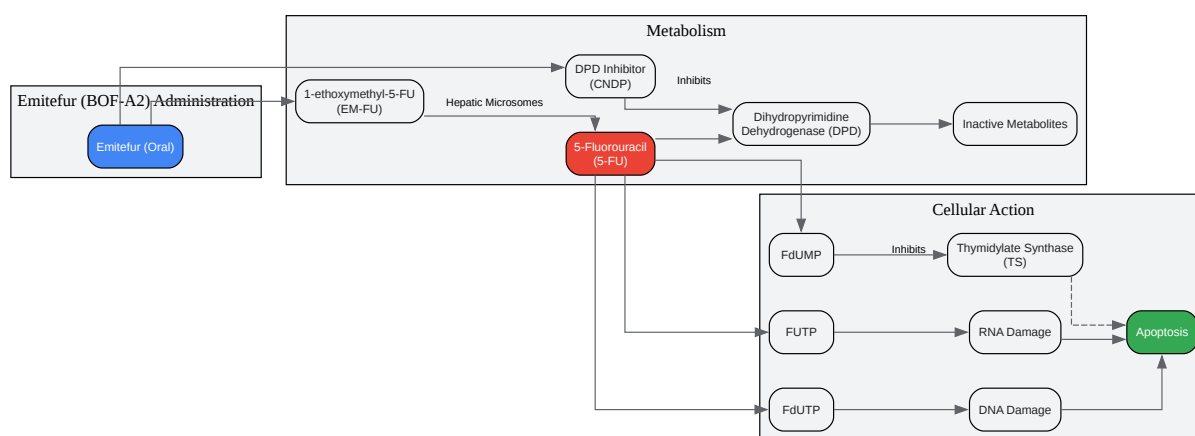 Metabolism
DPD Inhibitor
(CNDP)
Inhibits
1-ethoxymethyl-5-FU
(EM-FU)
Hepatic Microsomes
Emitefur (BOF-A2) Administration
Emitefur (Oral)
Dihydropyrimidine
Dehydrogenase (DPD)
Inactive Metabolites
5-Fluorouracil
(5-FU)
Cellular Action
FdUMP
Inhibits
Thymidylate Synthase
(TS)
FUTP
RNA Damage
Apoptosis
FdUTP
DNA Damage